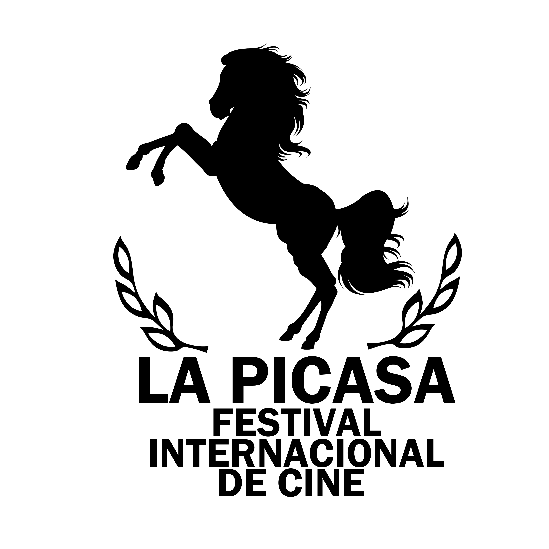 LA PICASA
FESTIVAL
INTERNACIONAL
DE CINE